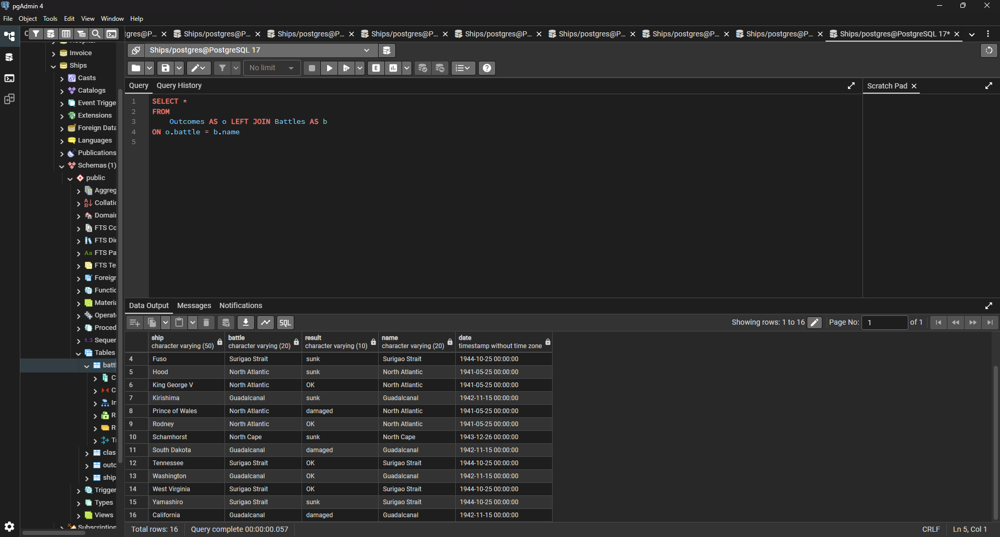 pgAdmin 4
File Object Tools Edit View Window Help
tgres@P... Ships/postgres@P... Ships/postgres@P... Ships/postgres@P... Ships/postgres@P... Ships/postgres@P... Ships/postgres@P... Ships/postgres@P... Ships/postgres@PostgreSQL 17*
Ships/postgres@PostgreSQL 17
No limit
Query Query History
Scratch Pad
Invoice
Ships
Casts
Catalogs
Event Trigge
Extensions
Foreign Data
Languages
Publications
Schemas (1)
public
Aggreg
Collatic
Domai
FTS Co
FTS Di
FTS Pa
FTS Te
Foreigr
Functic
Materia
Operat
Proced
1..3 Sequer
Tables
batt
C
C
In
R
R
T
clas
outc
ship
Trigger
Types
Views
Subscription
1 SELECT *
2 FROM
3 Outcomes AS o LEFT JOIN Battles AS b
4 ON o.battle = b.name
5
Data Output Messages Notifications
SQL
Showing rows: 1 to 16 Page No: 1 of 1
ship battle result name date
character varying (50) character varying (20) character varying (10) character varying (20) timestamp without time zone
4 Fuso Surigao Strait sunk Surigao Strait 1944-10-25 00:00:00
5 Hood North Atlantic sunk North Atlantic 1941-05-25 00:00:00
6 King George V North Atlantic OK North Atlantic 1941-05-25 00:00:00
7 Kirishima Guadalcanal sunk Guadalcanal 1942-11-15 00:00:00
8 Prince of Wales North Atlantic damaged North Atlantic 1941-05-25 00:00:00
9 Rodney North Atlantic OK North Atlantic 1941-05-25 00:00:00
10 Schamhorst North Cape sunk North Cape 1943-12-26 00:00:00
11 South Dakota Guadalcanal damaged Guadalcanal 1942-11-15 00:00:00
12 Tennessee Surigao Strait OK Surigao Strait 1944-10-25 00:00:00
13 Washington Guadalcanal OK Guadalcanal 1942-11-15 00:00:00
14 West Virginia Surigao Strait OK Surigao Strait 1944-10-25 00:00:00
15 Yamashiro Surigao Strait sunk Surigao Strait 1944-10-25 00:00:00
16 California Guadalcanal damaged Guadalcanal 1942-11-15 00:00:00
Total rows: 16 Query complete 00:00:00.057 CRLF Ln 5, Col 1